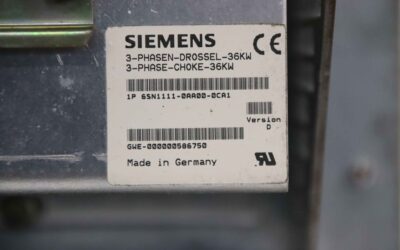 SIEMENS
CE
3-PHASEN-DROSSEL-36KW
3-PHASE-CHOKE-36KW
1P 6SN1111-0AA00-0CA1
Version
D
GWE-000000586750
Made in Germany